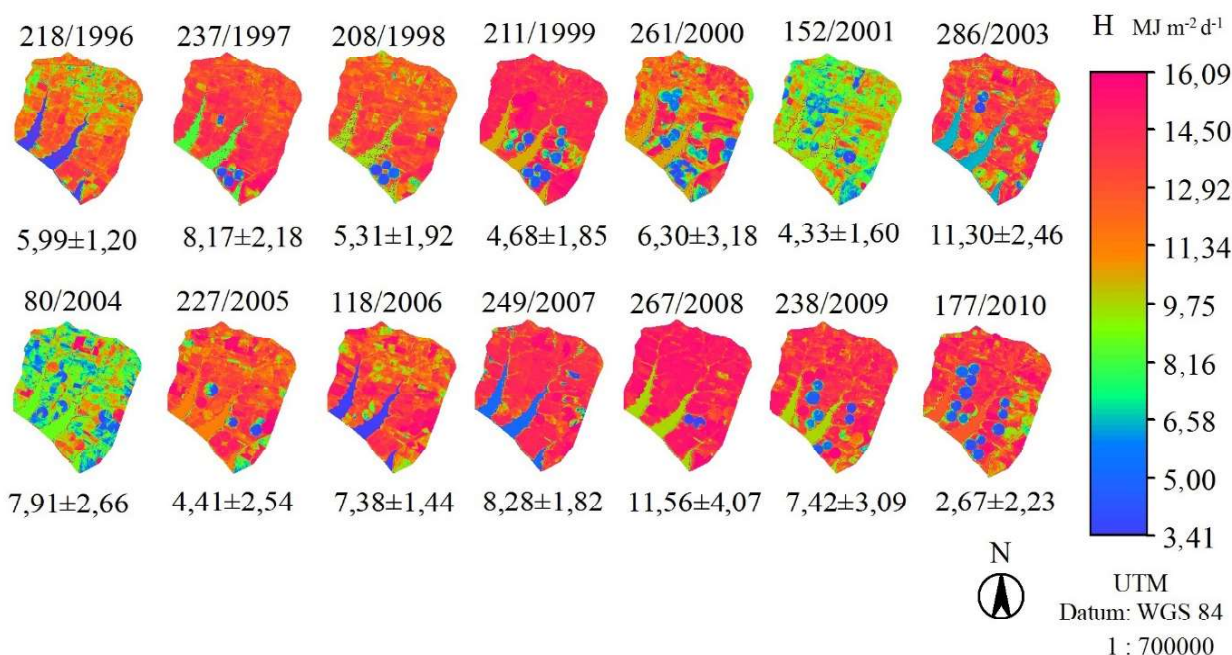 218/1996 237/1997 208/1998 211/1999 261/2000 152/2001 286/2003
5,99±1,20 8,17±2,18 5,31±1,92 4,68±1,85 6,30±3,18 4,33±1,60 11,30±2,46
80/2004 227/2005 118/2006 249/2007 267/2008 238/2009 177/2010
7,91±2,66 4,41±2,54 7,38±1,44 8,28±1,82 11,56±4,07 7,42±3,09 2,67±2,23
H MJ m⁻² d⁻¹
16,09
14,50
12,92
11,34
9,75
8,16
6,58
5,00
3,41
N
UTM
Datum: WGS 84
1 : 700000